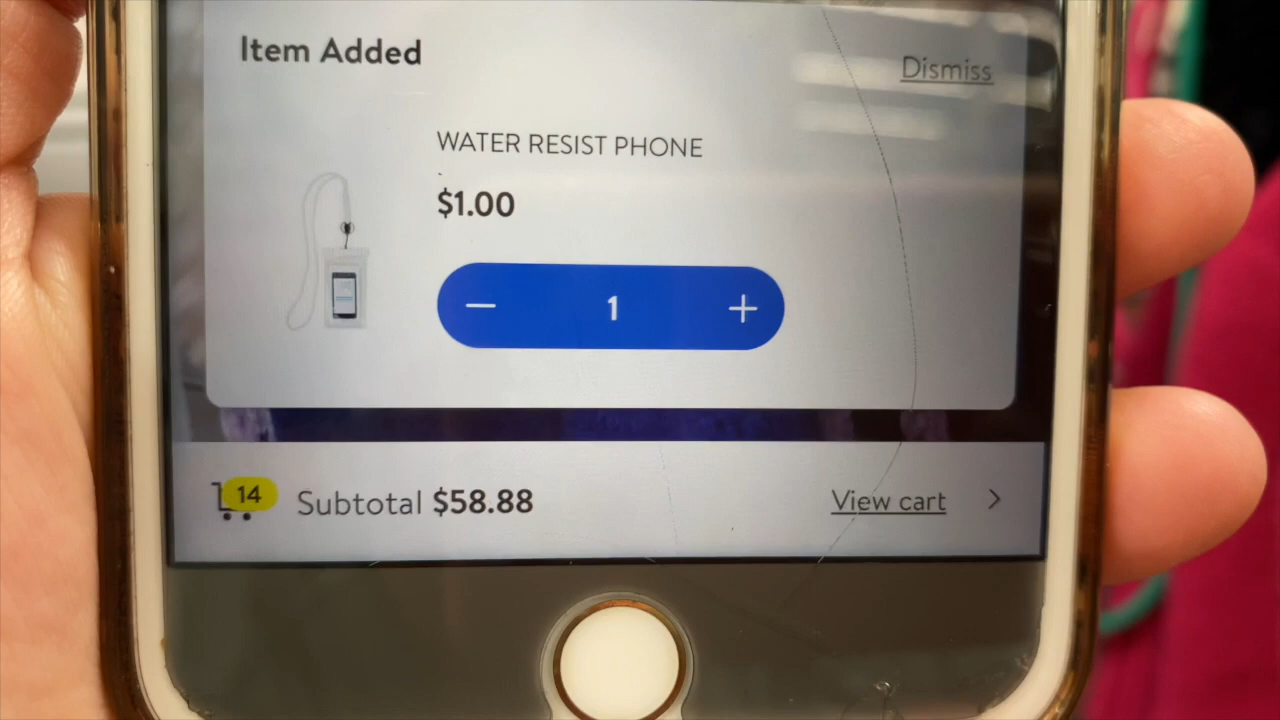 Item Added
Dismiss
WATER RESIST PHONE
$1.00
1
14
Subtotal $58.88
View cart